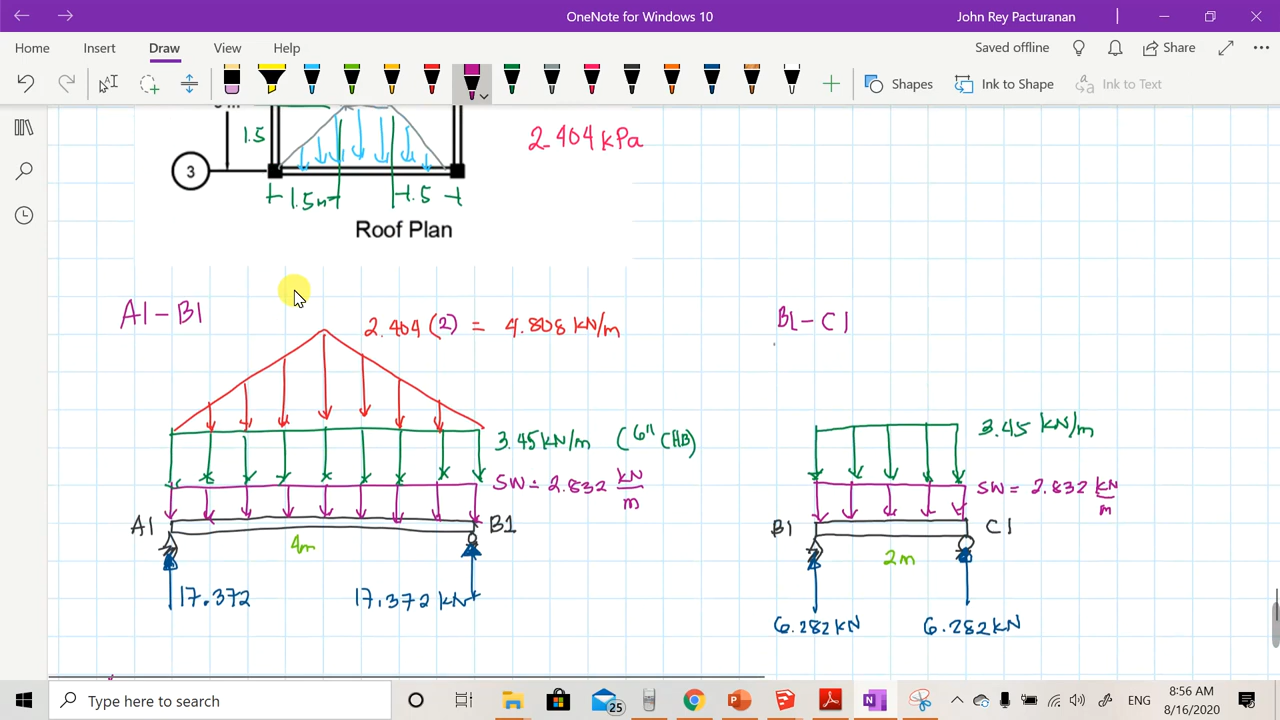 OneNote for Windows 10
John Rey Pacturanan
Home Insert Draw View Help
Saved offline
Share
Shapes
Ink to Shape
Ink to Text
1.5
2.404 kPa
3
1.5m
1.5
Roof Plan
A1-B1
2.404 (2) = 4.808 kN/m
3.45 kN/m (6" CHB)
SW = 2.832 kN/m
A1
B1
4m
17.372
17.372 kN
B1-C1
3.45 kN/m
SW = 2.832 kN/m
B1
C1
2m
6.282 kN
6.282 kN
Type here to search
25
ENG
8:56 AM
8/16/2020